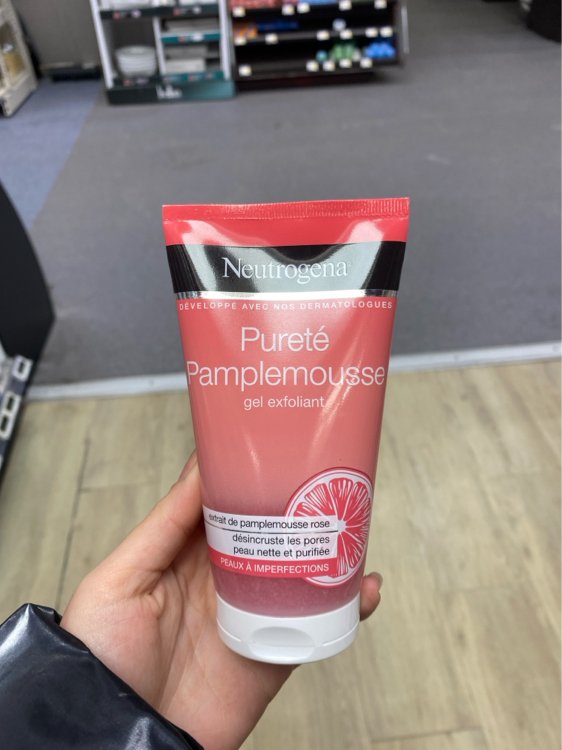 Neutrogena®
DÉVELOPPÉ AVEC NOS DERMATOLOGUES
Pureté
Pamplemousse
gel exfoliant
extrait de pamplemousse rose
désincruste les pores
peau nette et purifiée
PEAUX À IMPERFECTIONS